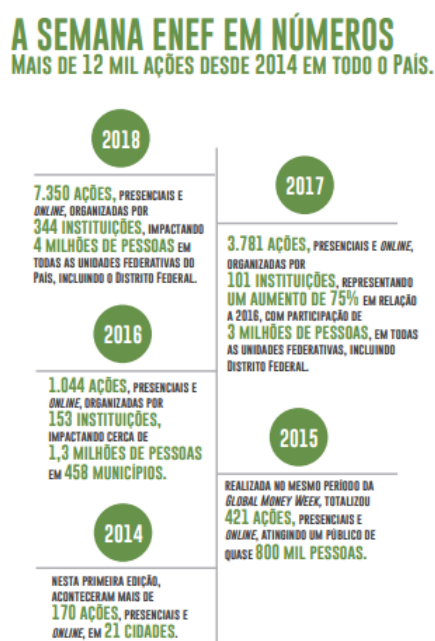 A SEMANA ENEF EM NÚMEROS
MAIS DE 12 MIL AÇÕES DESDE 2014 EM TODO O PAÍS.
2018
7.350 AÇÕES, PRESENCIAIS E
ONLINE, ORGANIZADAS POR
344 INSTITUIÇÕES, IMPACTANDO
4 MILHÕES DE PESSOAS EM
TODAS AS UNIDADES FEDERATIVAS DO
PAÍS, INCLUINDO O DISTRITO FEDERAL.
2017
3.781 AÇÕES, PRESENCIAIS E ONLINE,
ORGANIZADAS POR
101 INSTITUIÇÕES, REPRESENTANDO
UM AUMENTO DE 75% EM RELAÇÃO
A 2016, COM PARTICIPAÇÃO DE
3 MILHÕES DE PESSOAS, EM TODAS
AS UNIDADES FEDERATIVAS, INCLUINDO
DISTRITO FEDERAL.
2016
1.044 AÇÕES, PRESENCIAIS E
ONLINE, ORGANIZADAS POR
153 INSTITUIÇÕES,
IMPACTANDO CERCA DE
1,3 MILHÕES DE PESSOAS
EM 458 MUNICÍPIOS.
2015
REALIZADA NO MESMO PERÍODO DA
GLOBAL MONEY WEEK, TOTALIZOU
421 AÇÕES, PRESENCIAIS E
ONLINE, ATINGINDO UM PÚBLICO DE
QUASE 800 MIL PESSOAS.
2014
NESTA PRIMEIRA EDIÇÃO,
ACONTECERAM MAIS DE
170 AÇÕES, PRESENCIAIS E
ONLINE, EM 21 CIDADES.